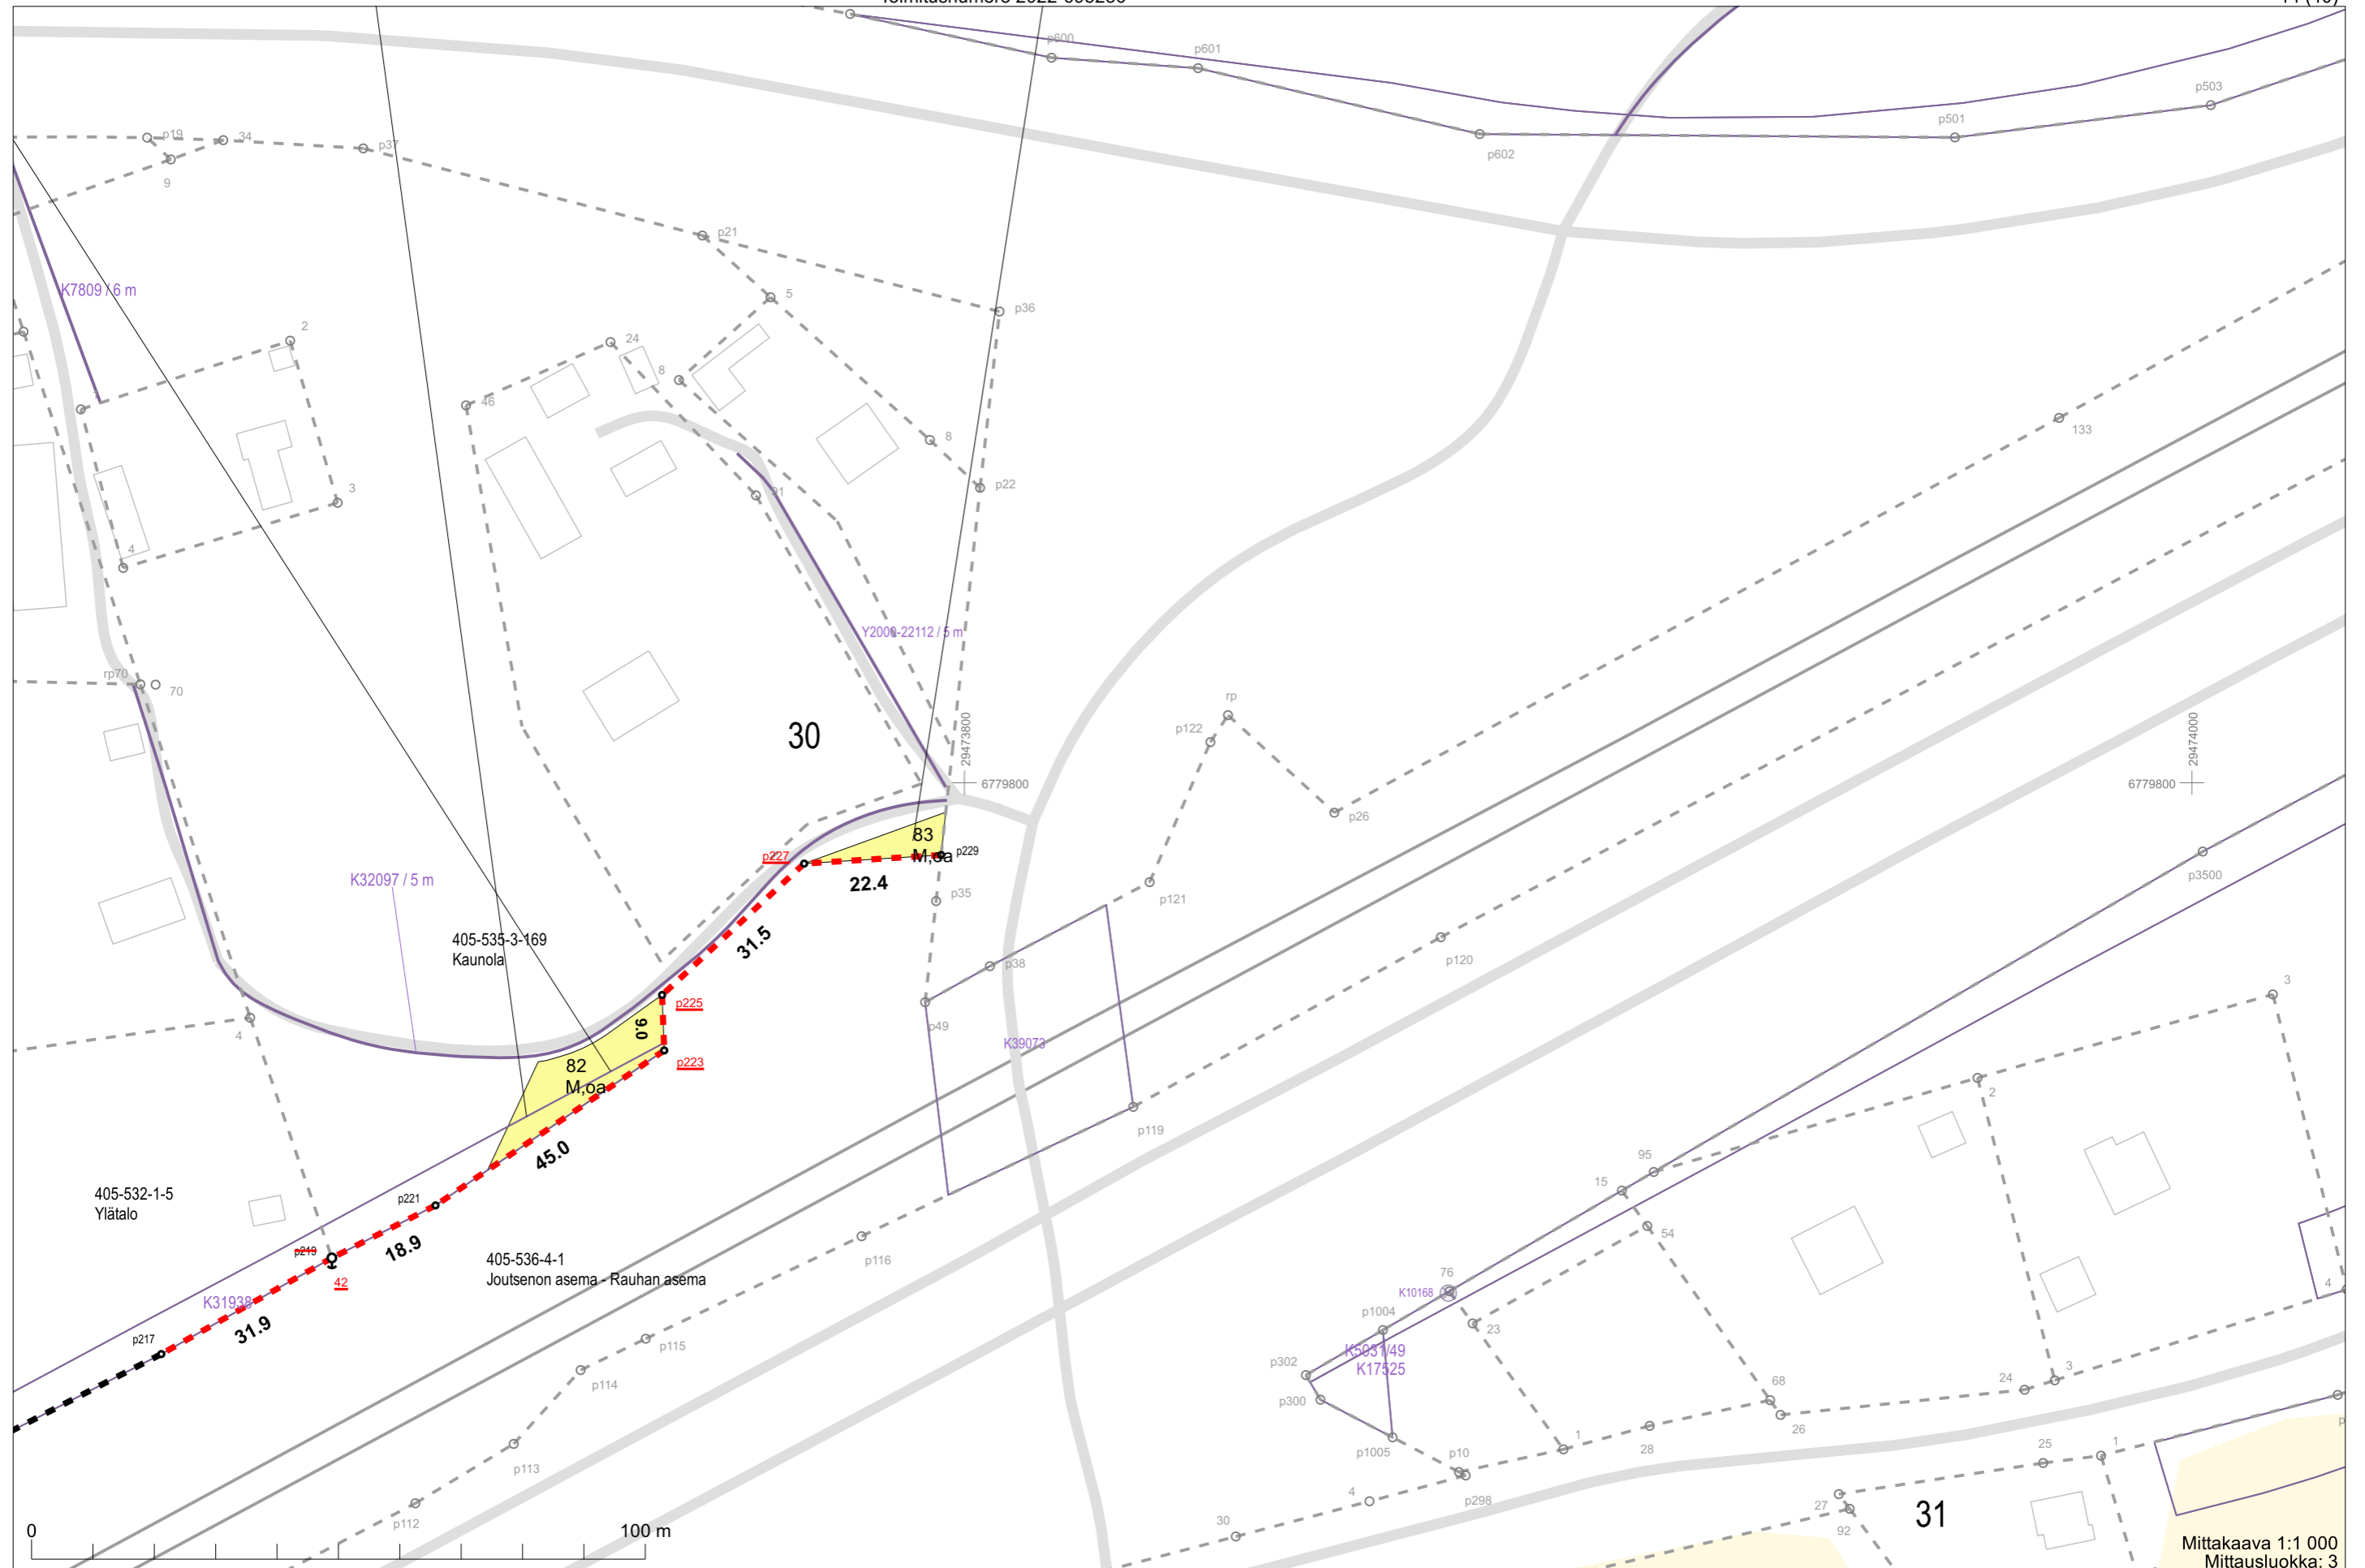 p600
p601
p503
p501
p602
p19
34
p37
9
p21
K7809 / 6 m
5
p36
2
24
8
46
133
8
3
p22
31
4
Y2000-22112 / 5 m
rp70
70
rp
p122
30
29473800
6779800
29474000
6779800
p26
83
M,oa
p227
p229
22.4
p3500
K32097 / 5 m
p35
p121
405-535-3-169
Kaunola
31.5
p120
p38
3
p225
9.0
p49
4
K39073
p223
82
M,oa
2
p119
45.0
95
405-532-1-5
Ylätalo
p221
15
54
18.9
p219
42
405-536-4-1
Joutsenon asema - Rauhan asema
p116
76
K10168
4
K31938
p1004
23
31.9
p217
p115
K5031/49
K17525
p302
p114
3
24
68
p300
26
p
28
p1005
p10
1
25
1
p113
4
p298
27
92
31
30
p112
0
100 m
Mittakaava 1:1 000
Mittausluokka: 3